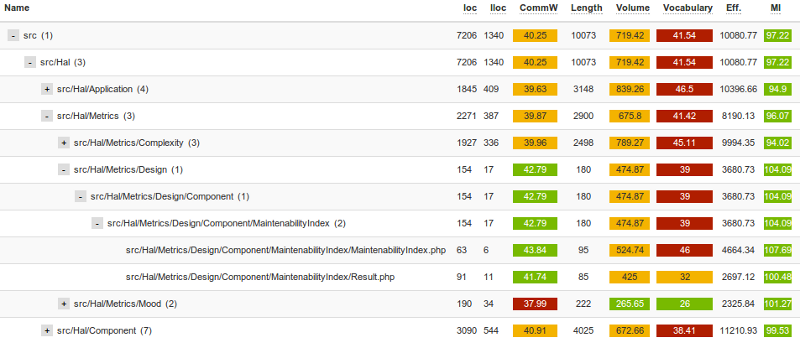 Name loc lloc CommW Length Volume Vocabulary Eff. MI
- src (1) 7206 1340 40.25 10073 719.42 41.54 10080.77 97.22
- src/Hal (3) 7206 1340 40.25 10073 719.42 41.54 10080.77 97.22
+ src/Hal/Application (4) 1845 409 39.63 3148 839.26 46.5 10396.66 94.9
- src/Hal/Metrics (3) 2271 387 39.87 2900 675.8 41.42 8190.13 96.07
+ src/Hal/Metrics/Complexity (3) 1927 336 39.96 2498 789.27 45.11 9994.35 94.02
- src/Hal/Metrics/Design (1) 154 17 42.79 180 474.87 39 3680.73 104.09
- src/Hal/Metrics/Design/Component (1) 154 17 42.79 180 474.87 39 3680.73 104.09
- src/Hal/Metrics/Design/Component/MaintenabilityIndex (2) 154 17 42.79 180 474.87 39 3680.73 104.09
src/Hal/Metrics/Design/Component/MaintenabilityIndex/MaintenabilityIndex.php 63 6 43.84 95 524.74 46 4664.34 107.69
src/Hal/Metrics/Design/Component/MaintenabilityIndex/Result.php 91 11 41.74 85 425 32 2697.12 100.48
+ src/Hal/Metrics/Mood (2) 190 34 37.99 222 265.65 26 2325.84 101.27
+ src/Hal/Component (7) 3090 544 40.91 4025 672.66 38.41 11210.93 99.53